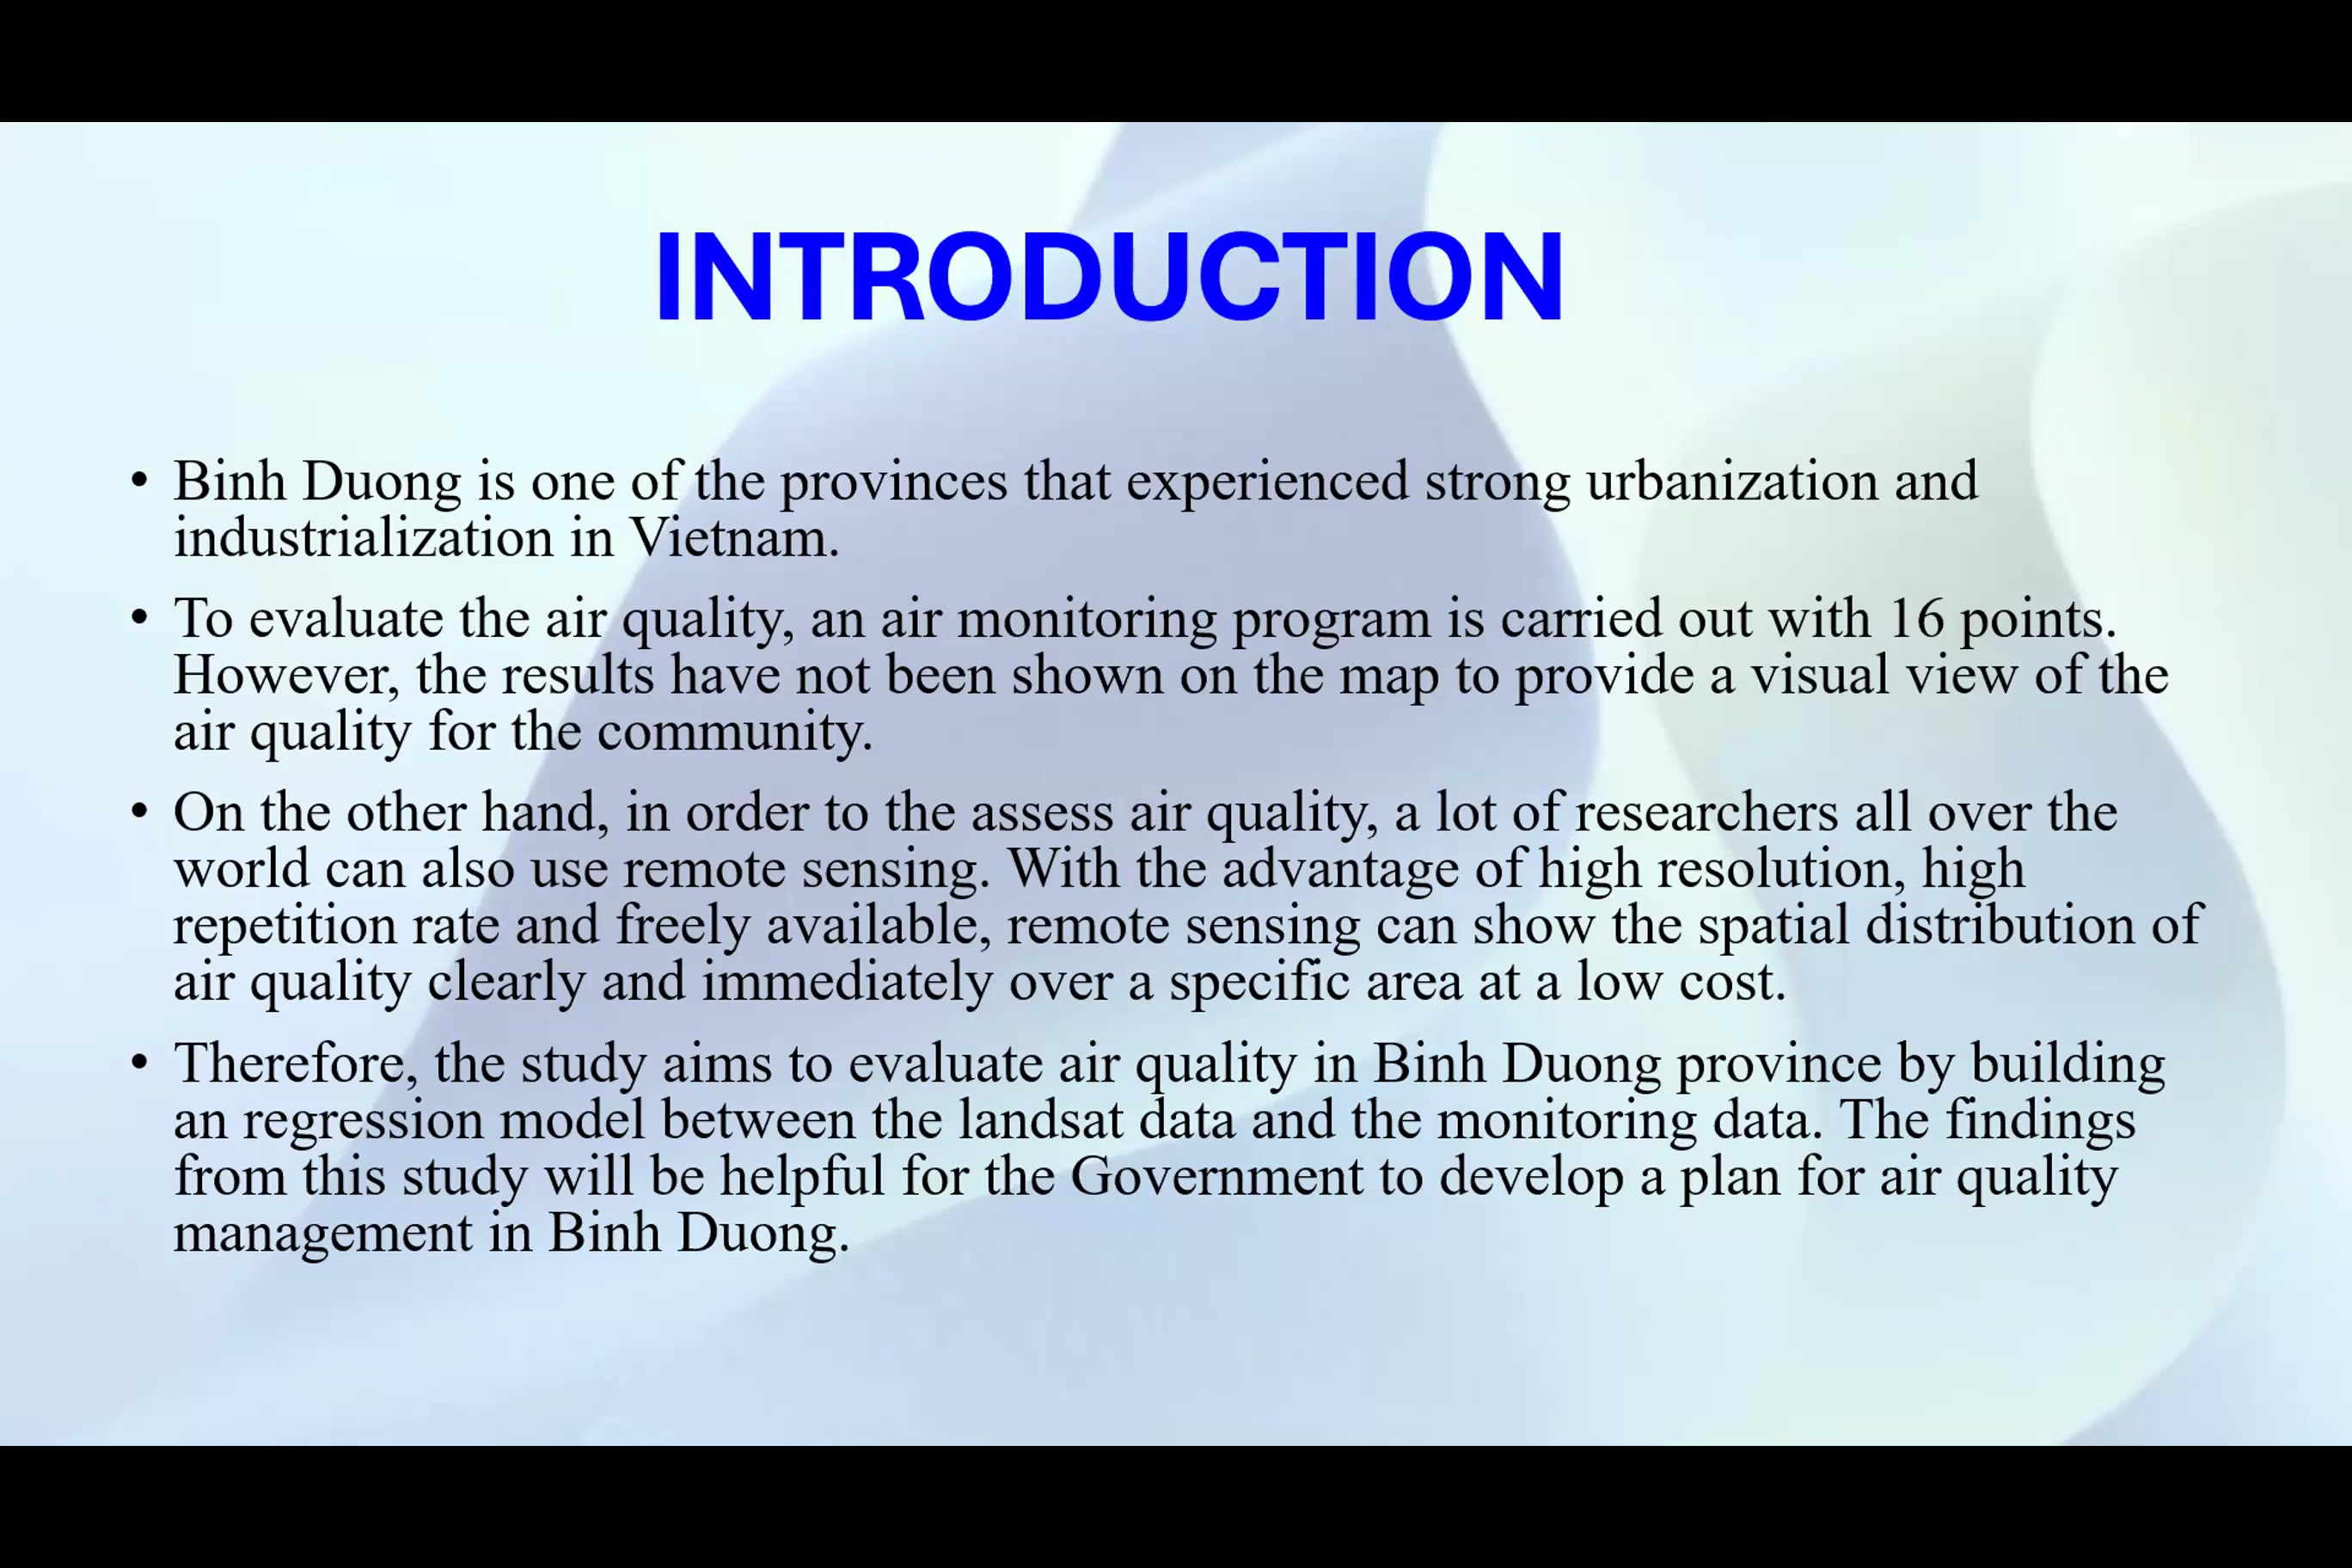 INTRODUCTION
• Binh Duong is one of the provinces that experienced strong urbanization and
industrialization in Vietnam.
• To evaluate the air quality, an air monitoring program is carried out with 16 points.
However, the results have not been shown on the map to provide a visual view of the
air quality for the community.
• On the other hand, in order to the assess air quality, a lot of researchers all over the
world can also use remote sensing. With the advantage of high resolution, high
repetition rate and freely available, remote sensing can show the spatial distribution of
air quality clearly and immediately over a specific area at a low cost.
• Therefore, the study aims to evaluate air quality in Binh Duong province by building
an regression model between the landsat data and the monitoring data. The findings
from this study will be helpful for the Government to develop a plan for air quality
management in Binh Duong.